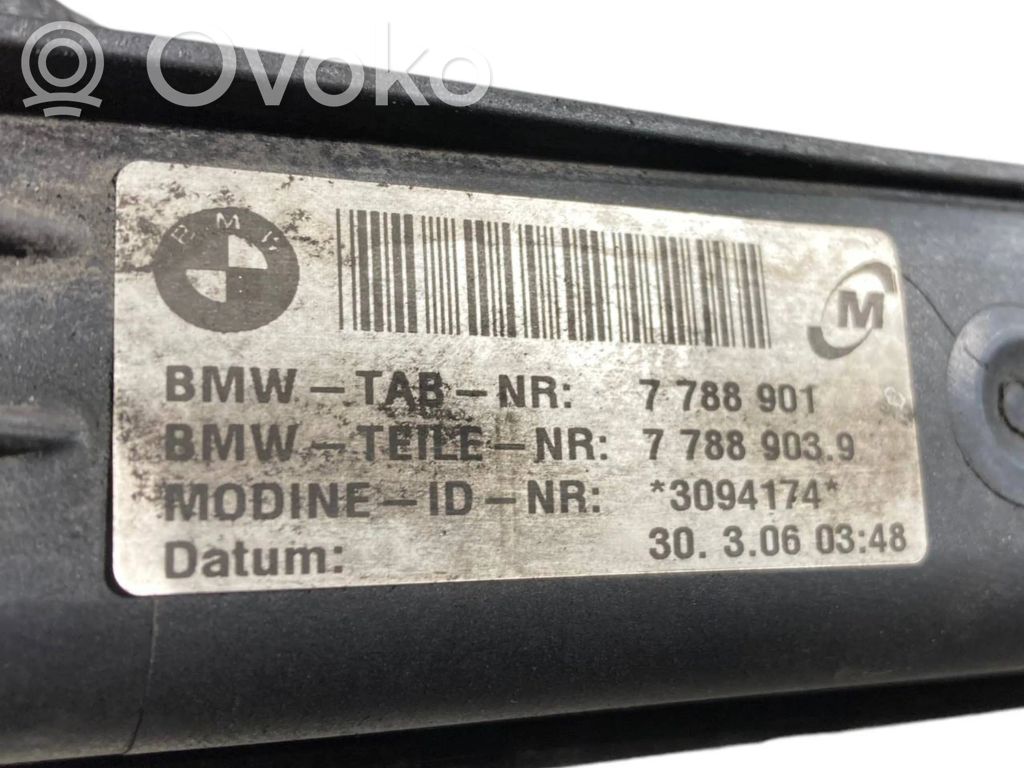 Ovoko
BMW
M
BMW-TAB-NR: 7 788 901
BMW-TEILE-NR: 7 788 903.9
MODINE-ID-NR: *3094174*
Datum: 30. 3.06 03:48